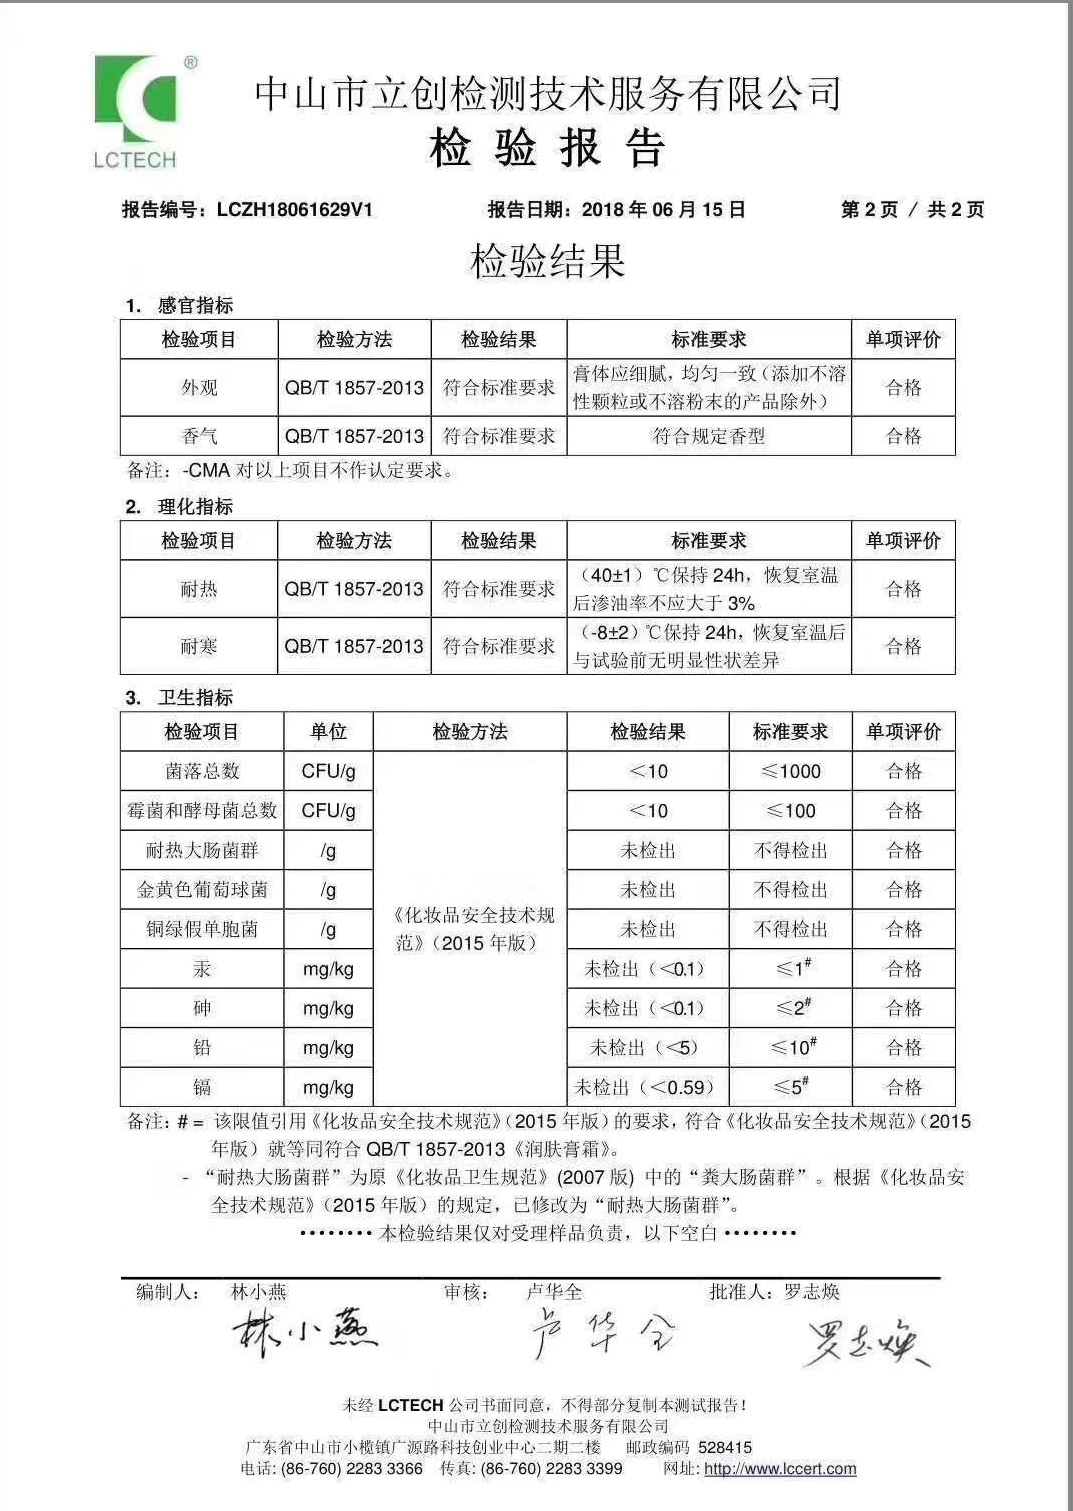 ®
LCTECH
中山市立创检测技术服务有限公司
检 验 报 告
报告编号：LCZH18061629V1 报告日期：2018 年 06 月 15 日 第 2 页 / 共 2 页
检验结果
1. 感官指标
检验项目 检验方法 检验结果 标准要求 单项评价
外观 QB/T 1857-2013 符合标准要求 膏体应细腻，均匀一致（添加不溶
性颗粒或不溶粉末的产品除外） 合格
香气 QB/T 1857-2013 符合标准要求 符合规定香型 合格
备注：-CMA 对以上项目不作认定要求。
2. 理化指标
检验项目 检验方法 检验结果 标准要求 单项评价
耐热 QB/T 1857-2013 符合标准要求 （40±1）℃保持 24h，恢复室温
后渗油率不应大于 3% 合格
耐寒 QB/T 1857-2013 符合标准要求 （-8±2）℃保持 24h，恢复室温后
与试验前无明显性状差异 合格
3. 卫生指标
检验项目 单位 检验方法 检验结果 标准要求 单项评价
菌落总数 CFU/g ＜10 ≤1000 合格
霉菌和酵母菌总数 CFU/g ＜10 ≤100 合格
耐热大肠菌群 /g 未检出 不得检出 合格
金黄色葡萄球菌 /g 未检出 不得检出 合格
《化妆品安全技术规
范》（2015 年版）
铜绿假单胞菌 /g 未检出 不得检出 合格
汞 mg/kg 未检出（＜0.1） ≤1#  合格
砷 mg/kg 未检出（＜0.1） ≤2# 合格
铅 mg/kg 未检出（＜5） ≤10# 合格
镉 mg/kg 未检出（＜0.59） ≤5# 合格
备注：# = 该限值引用《化妆品安全技术规范》（2015 年版）的要求，符合《化妆品安全技术规范》（2015
年版）就等同符合 QB/T 1857-2013《润肤膏霜》。
- “耐热大肠菌群”为原《化妆品卫生规范》(2007 版) 中的“粪大肠菌群”。根据《化妆品安
全技术规范》（2015 年版）的规定，已修改为“耐热大肠菌群”。
········本检验结果仅对受理样品负责，以下空白········
编制人： 林小燕 审核： 卢华全 批准人：罗志焕
林小燕 卢华全 罗志焕
未经 LCTECH 公司书面同意，不得部分复制本测试报告！
中山市立创检测技术服务有限公司
广东省中山市小榄镇广源路科技创业中心二期二楼 邮政编码 528415
电话: (86-760) 2283 3366 传真: (86-760) 2283 3399 网址: http://www.lccert.com